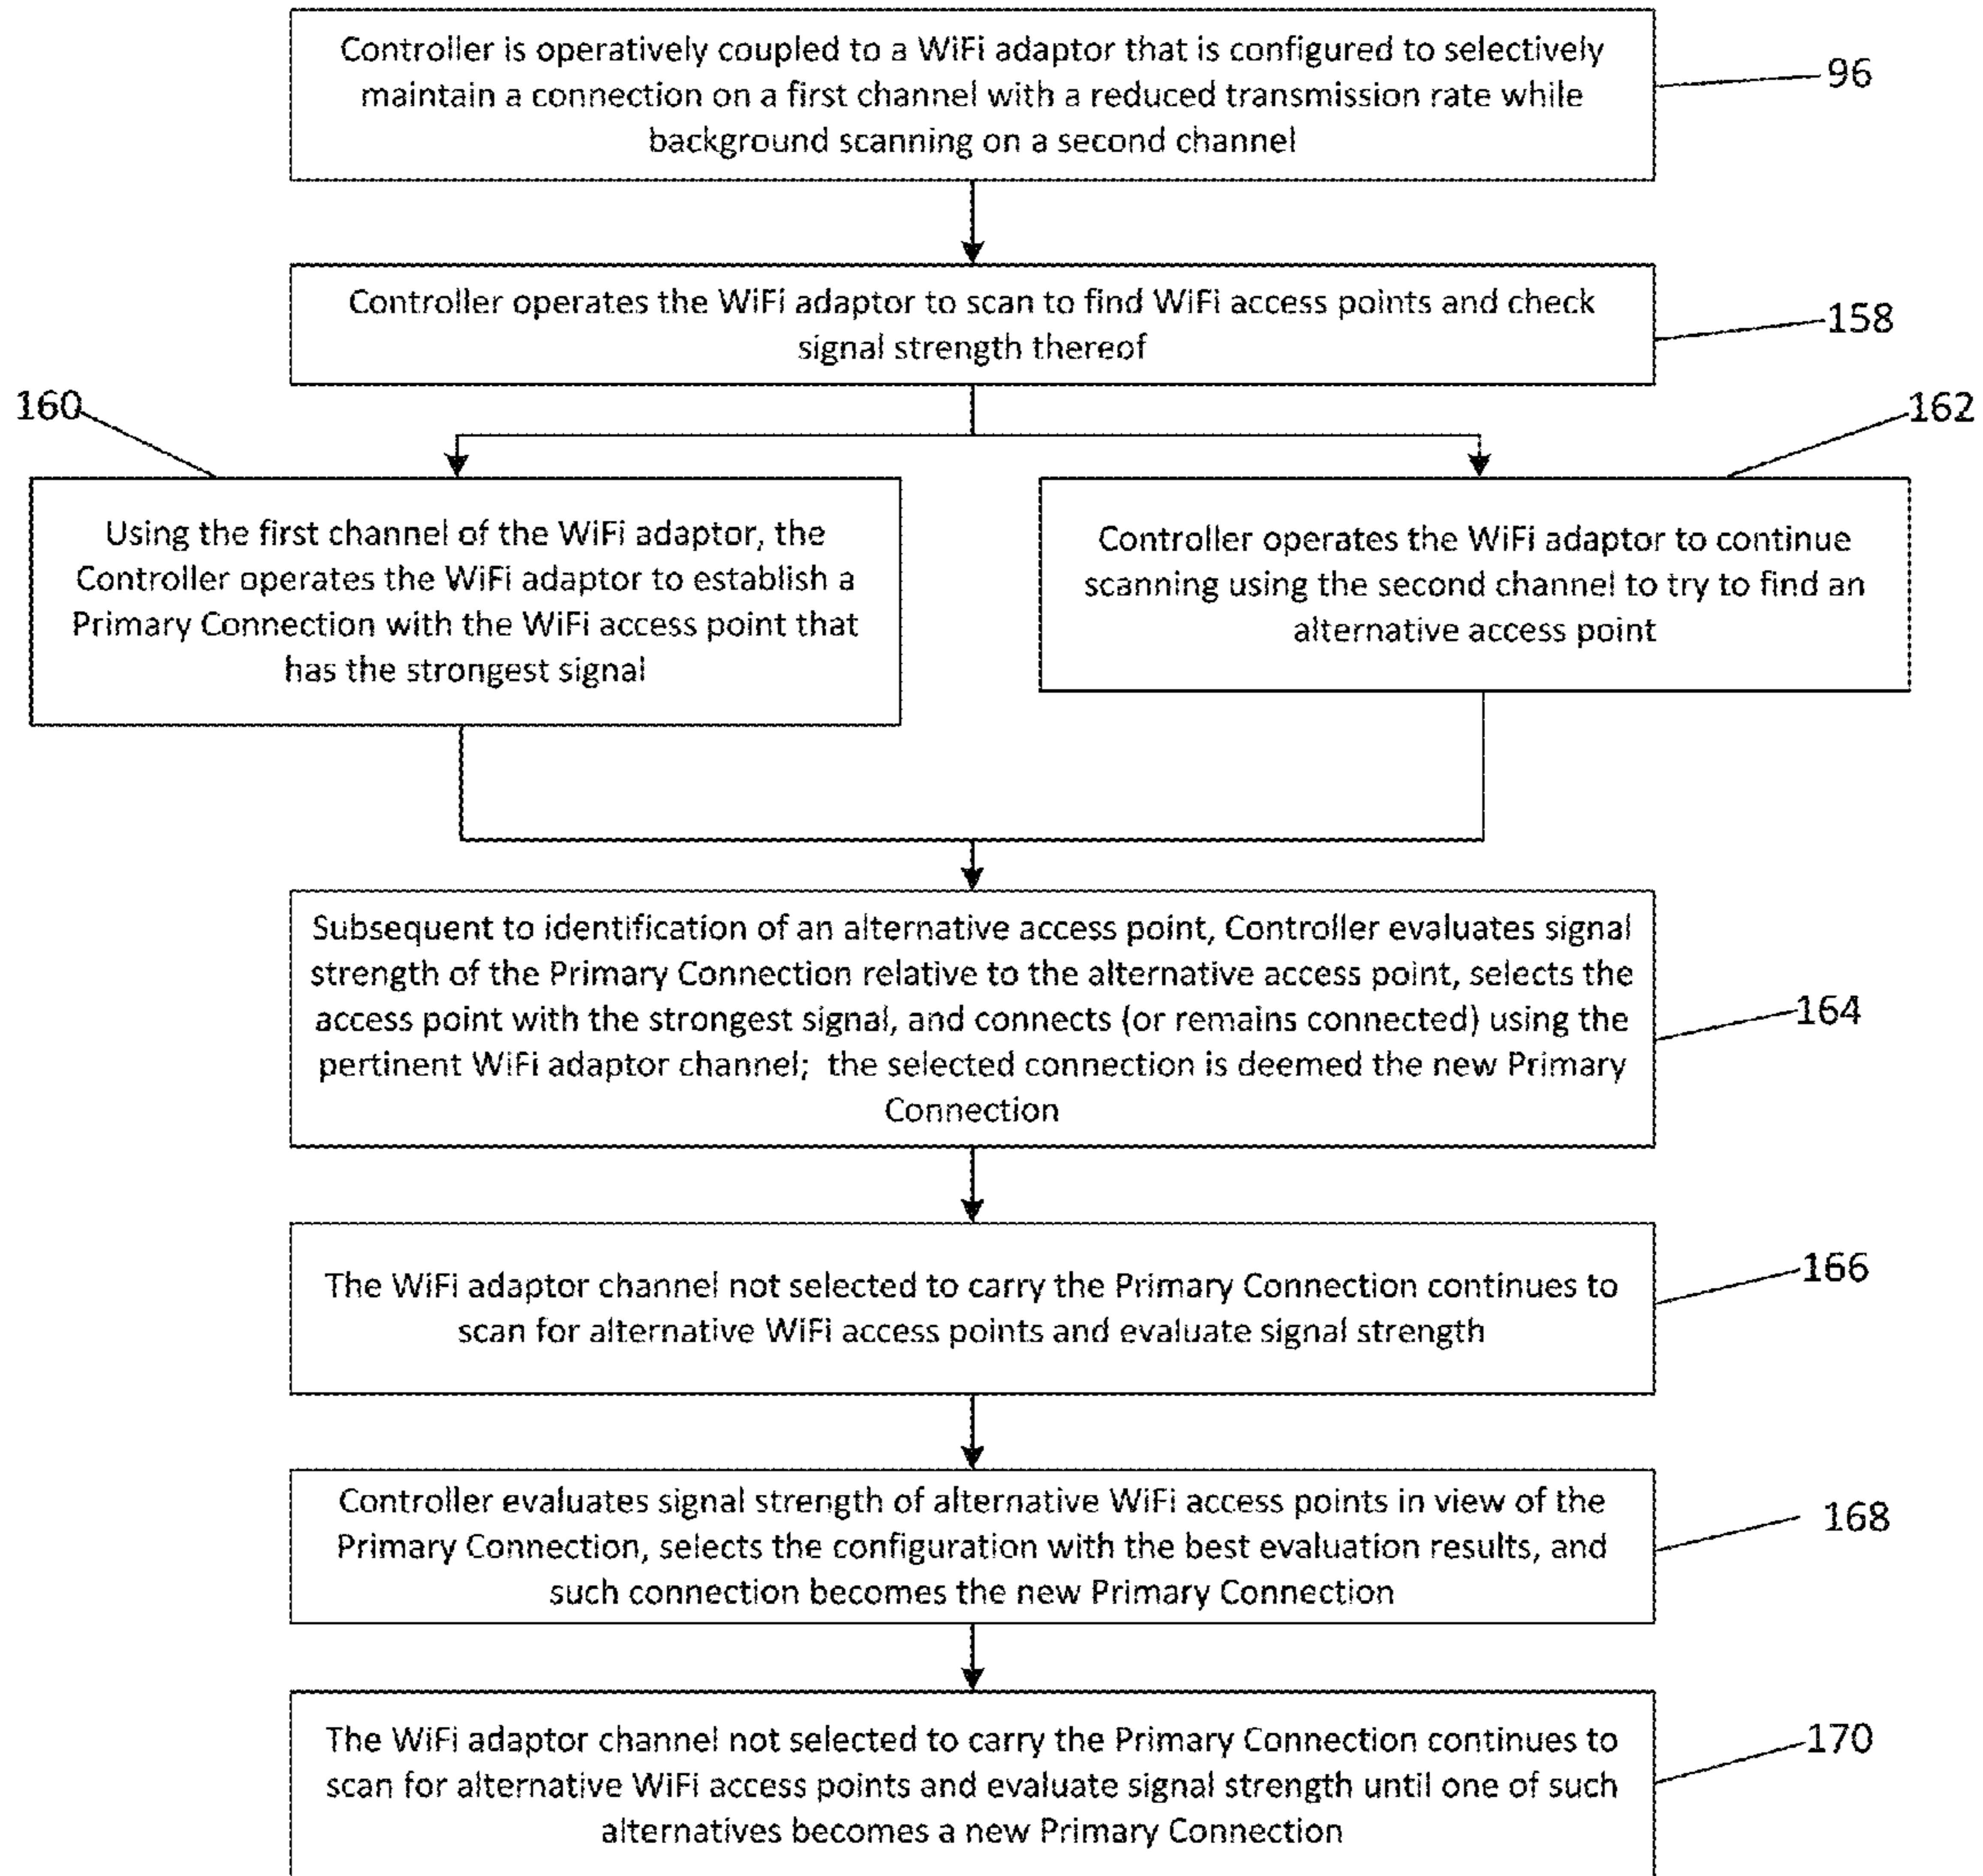 Controller is operatively coupled to a WiFi adaptor that is configured to selectively
maintain a connection on a first channel with a reduced transmission rate while
background scanning on a second channel
96
Controller operates the WiFi adaptor to scan to find WiFi access points and check
signal strength thereof
158
160
162
Using the first channel of the WiFi adaptor, the
Controller operates the WiFi adaptor to establish a
Primary Connection with the WiFi access point that
has the strongest signal
Controller operates the WiFi adaptor to continue
scanning using the second channel to try to find an
alternative access point
Subsequent to identification of an alternative access point, Controller evaluates signal
strength of the Primary Connection relative to the alternative access point, selects the
access point with the strongest signal, and connects (or remains connected) using the
pertinent WiFi adaptor channel; the selected connection is deemed the new Primary
Connection
164
The WiFi adaptor channel not selected to carry the Primary Connection continues to
scan for alternative WiFi access points and evaluate signal strength
166
Controller evaluates signal strength of alternative WiFi access points in view of the
Primary Connection, selects the configuration with the best evaluation results, and
such connection becomes the new Primary Connection
168
The WiFi adaptor channel not selected to carry the Primary Connection continues to
scan for alternative WiFi access points and evaluate signal strength until one of such
alternatives becomes a new Primary Connection
170